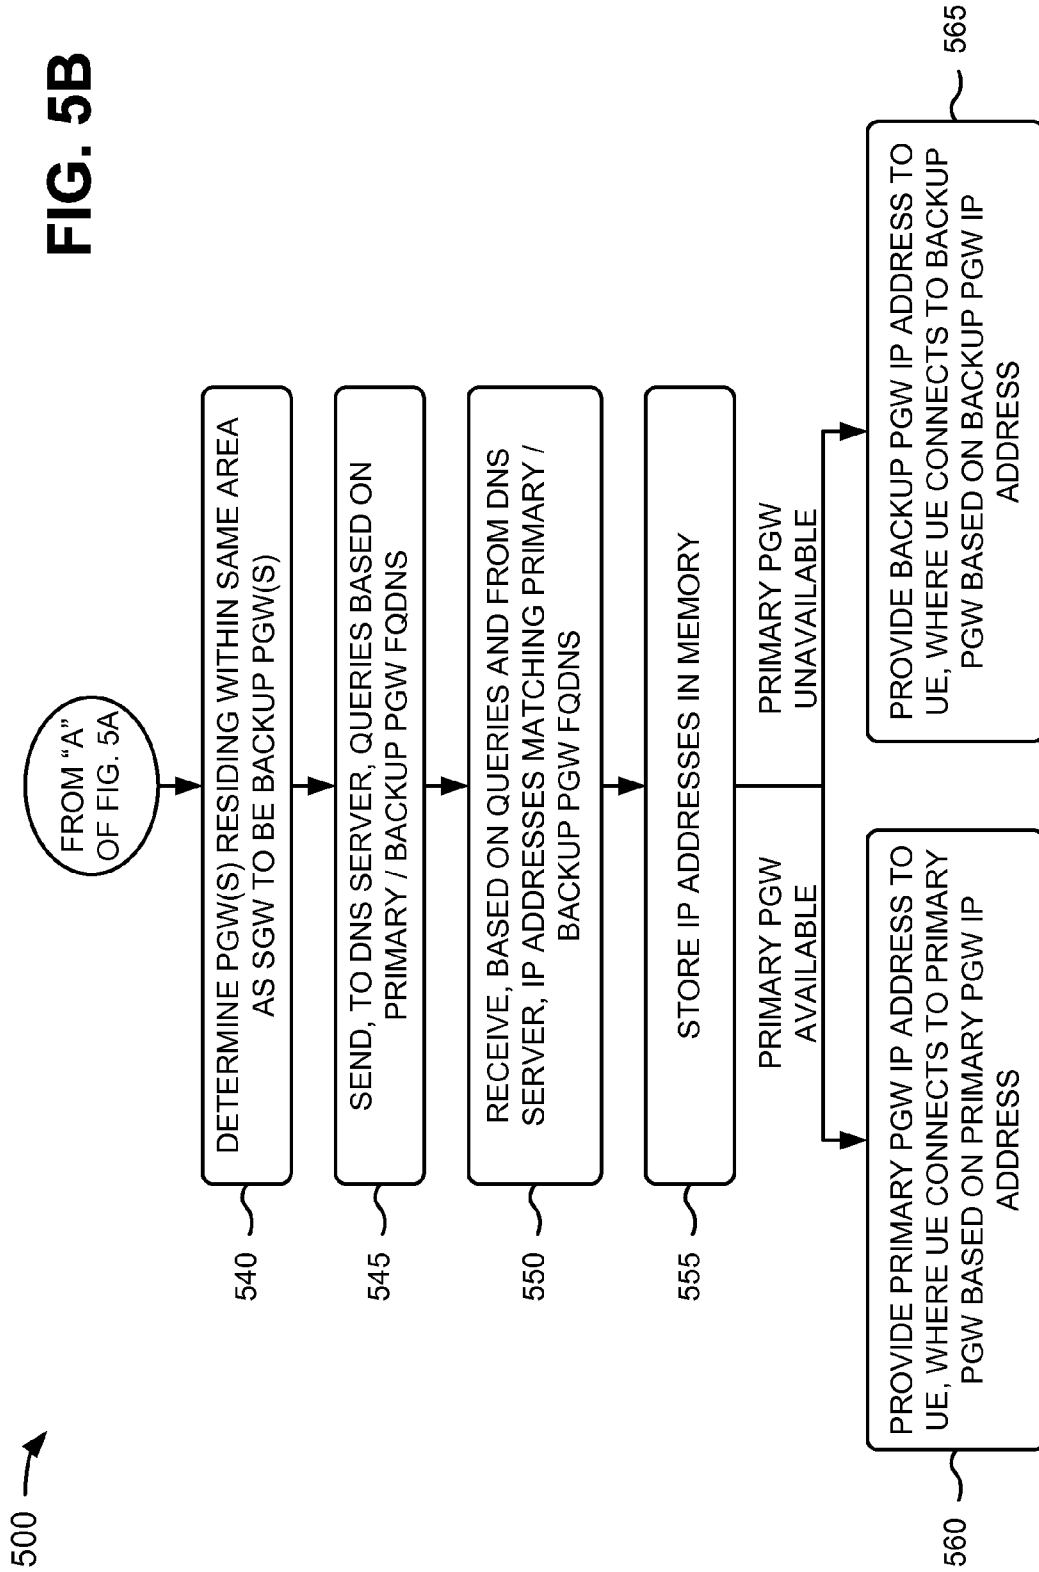 500
FIG. 5B
FROM “A”
OF FIG. 5A
DETERMINE PGW(S) RESIDING WITHIN SAME AREA
AS SGW TO BE BACKUP PGW(S)
540
SEND, TO DNS SERVER, QUERIES BASED ON
PRIMARY / BACKUP PGW FQDNS
545
RECEIVE, BASED ON QUERIES AND FROM DNS
SERVER, IP ADDRESSES MATCHING PRIMARY /
BACKUP PGW FQDNS
550
STORE IP ADDRESSES IN MEMORY
555
PRIMARY PGW
AVAILABLE
PRIMARY PGW
UNAVAILABLE
PROVIDE PRIMARY PGW IP ADDRESS TO
UE, WHERE UE CONNECTS TO PRIMARY
PGW BASED ON PRIMARY PGW IP
ADDRESS
560
PROVIDE BACKUP PGW IP ADDRESS TO
UE, WHERE UE CONNECTS TO BACKUP
PGW BASED ON BACKUP PGW IP
ADDRESS
565